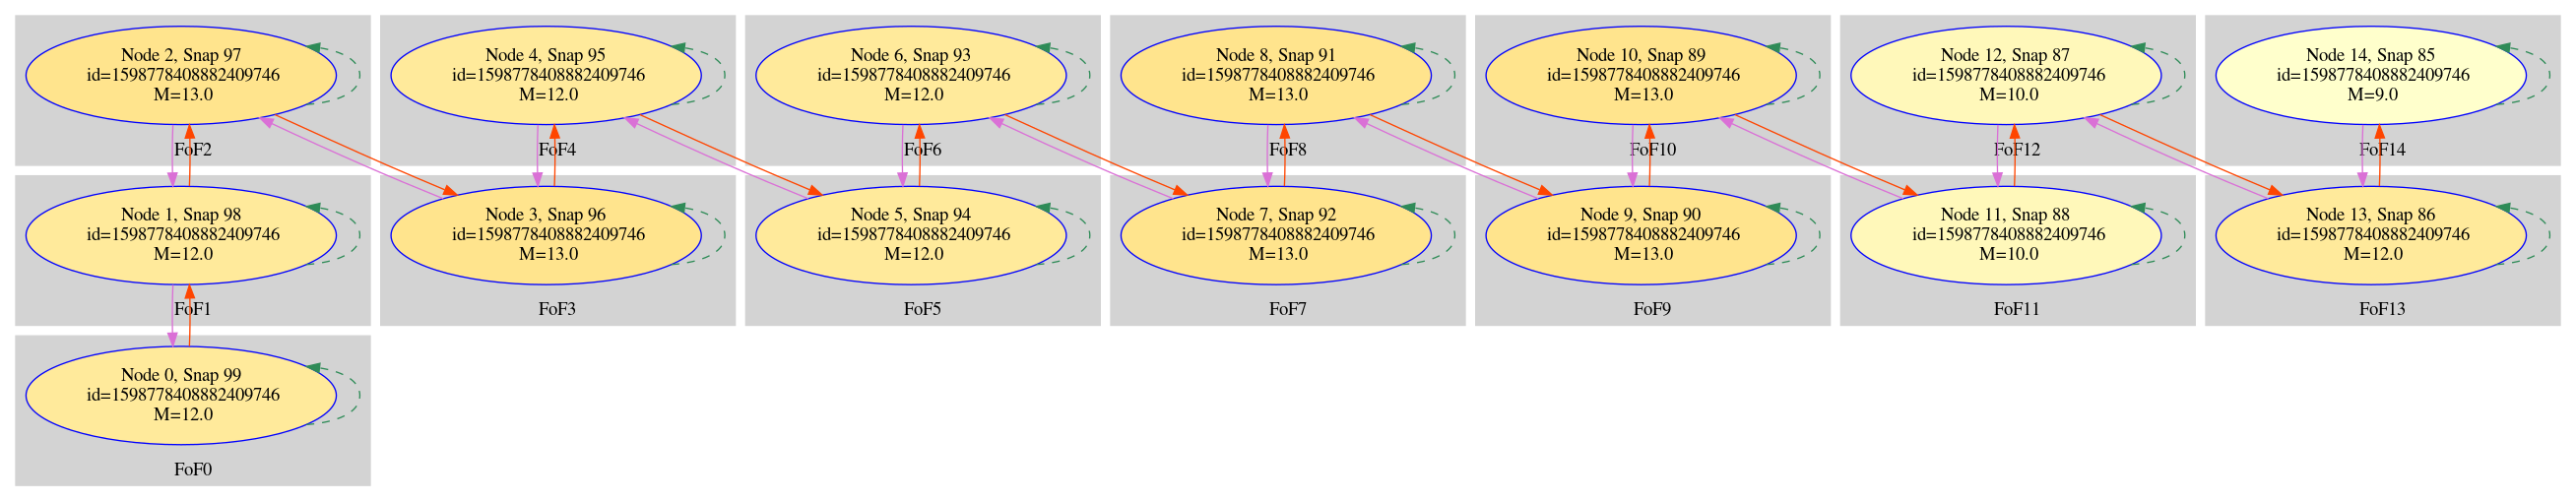 Node 2, Snap 97
id=1598778408882409746
M=13.0
FoF2
Node 4, Snap 95
id=1598778408882409746
M=12.0
FoF4
Node 6, Snap 93
id=1598778408882409746
M=12.0
FoF6
Node 8, Snap 91
id=1598778408882409746
M=13.0
FoF8
Node 10, Snap 89
id=1598778408882409746
M=13.0
FoF10
Node 12, Snap 87
id=1598778408882409746
M=10.0
FoF12
Node 14, Snap 85
id=1598778408882409746
M=9.0
FoF14
Node 1, Snap 98
id=1598778408882409746
M=12.0
FoF1
Node 3, Snap 96
id=1598778408882409746
M=13.0
FoF3
Node 5, Snap 94
id=1598778408882409746
M=12.0
FoF5
Node 7, Snap 92
id=1598778408882409746
M=13.0
FoF7
Node 9, Snap 90
id=1598778408882409746
M=13.0
FoF9
Node 11, Snap 88
id=1598778408882409746
M=10.0
FoF11
Node 13, Snap 86
id=1598778408882409746
M=12.0
FoF13
Node 0, Snap 99
id=1598778408882409746
M=12.0
FoF0